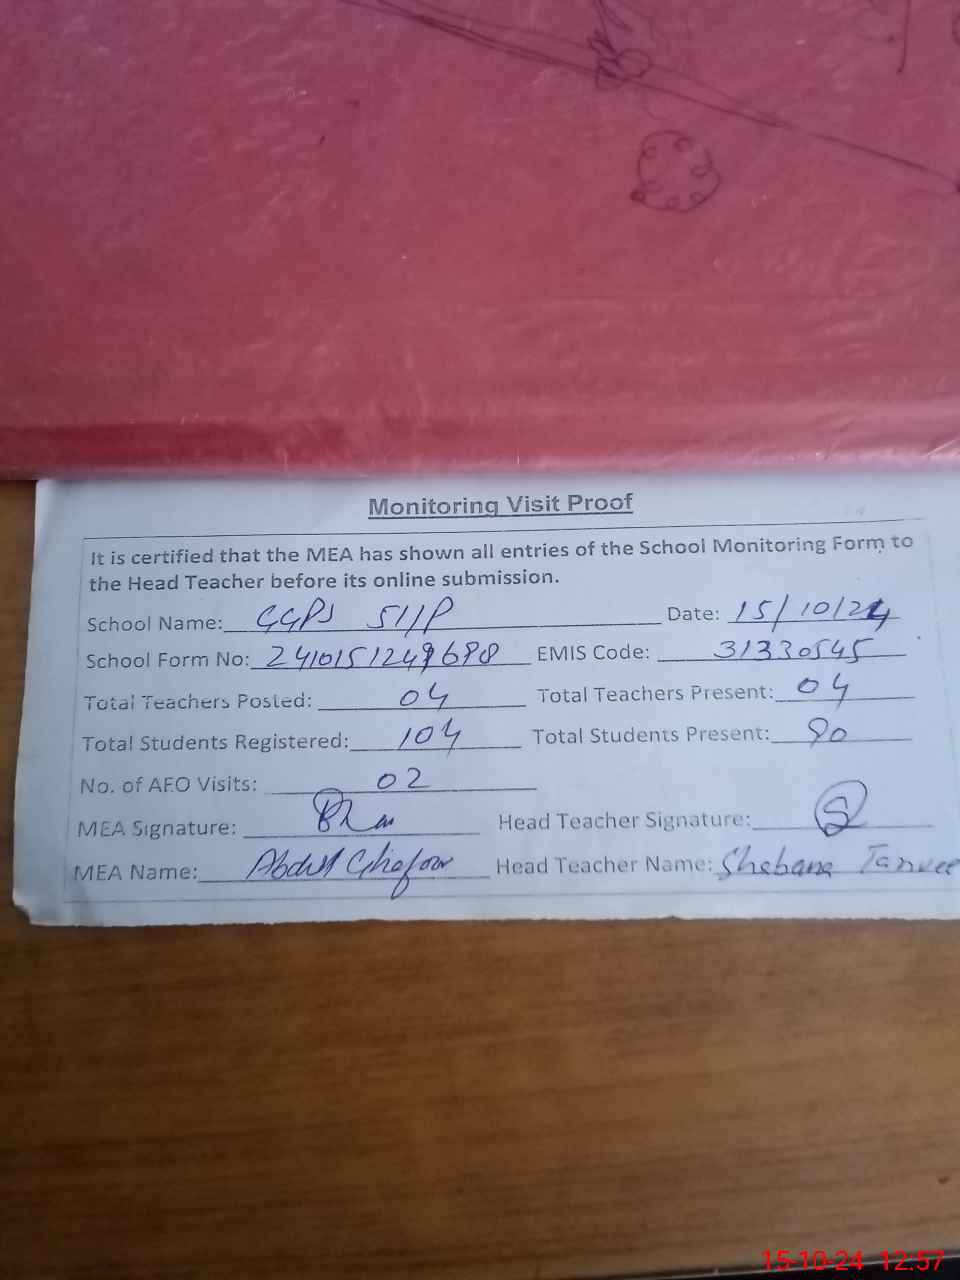 Monitoring Visit Proof
It is certified that the MEA has shown all entries of the School Monitoring Form to
the Head Teacher before its online submission.
School Name: GGPS 51/P Date: 15/10/24
School Form No: EMIS Code: 31330545
Total Teachers Posted: 04 Total Teachers Present: 04
Total Students Registered: 104 Total Students Present: 90
No. of AEO Visits: 02
MEA Signature: Head Teacher Signature:
MEA Name: Abdul Ghafoor Head Teacher Name: Shabana
15-10-24 12:57